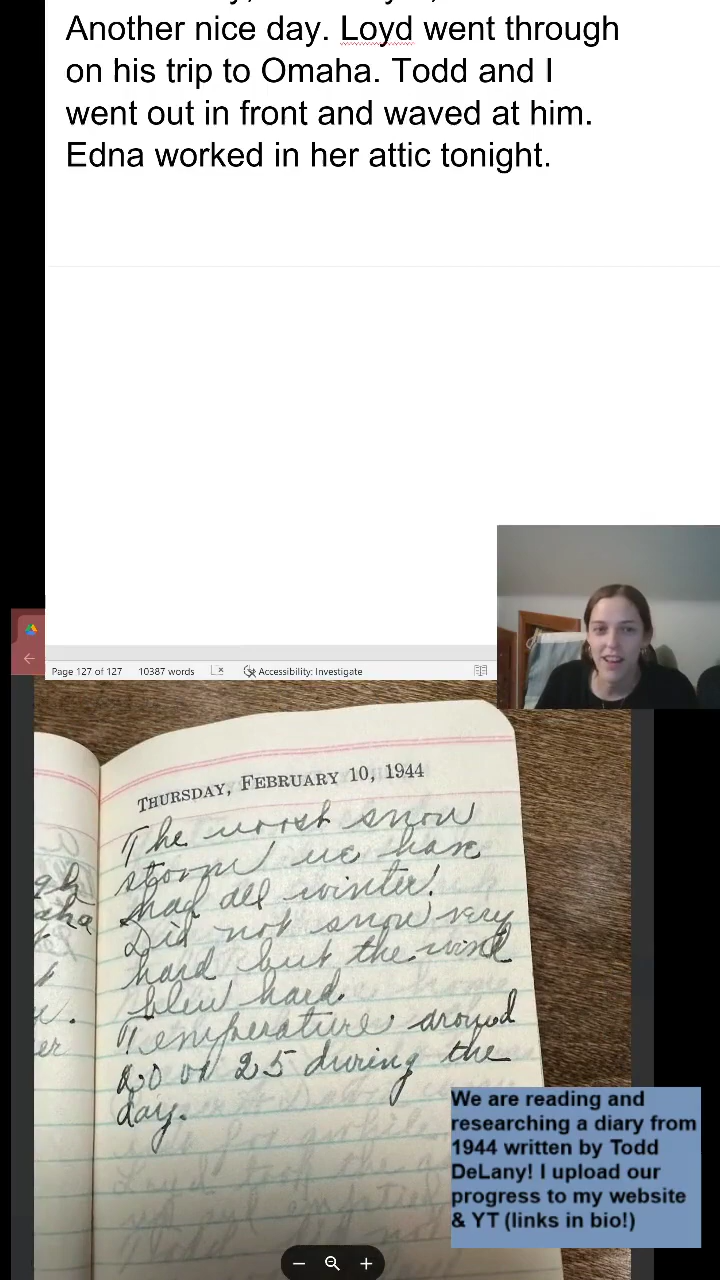 Another nice day. Loyd went through
on his trip to Omaha. Todd and I
went out in front and waved at him.
Edna worked in her attic tonight.
Page 127 of 127 10387 words Accessibility: Investigate
THURSDAY, FEBRUARY 10, 1944
The worst snow
storm we have
had all winter.
Did not snow very
hard but the wind
blew hard.
Temperature around
20 or 25 during the
day.
We are reading and
researching a diary from
1944 written by Todd
DeLany! I upload our
progress to my website
& YT (links in bio!)